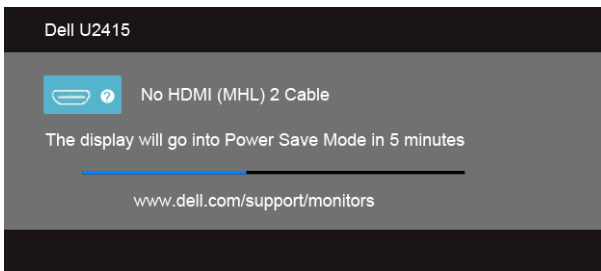 Dell U2415
?
No HDMI (MHL) 2 Cable
The display will go into Power Save Mode in 5 minutes
www.dell.com/support/monitors